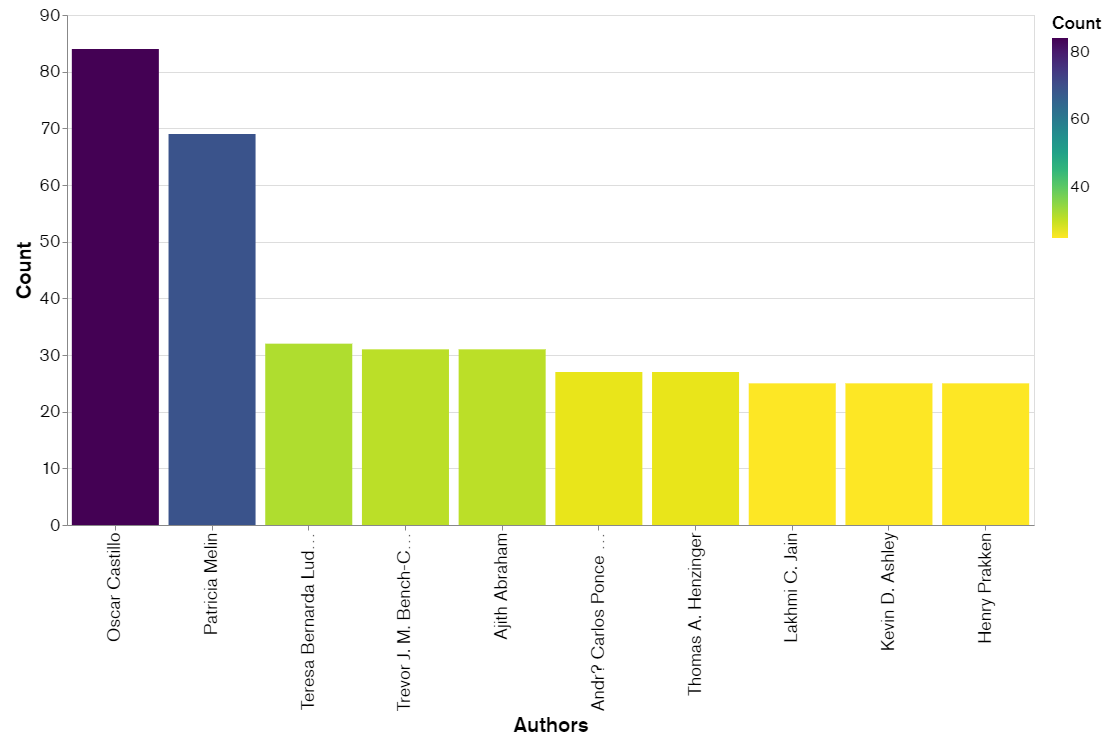 Count
90
80
70
60
50
40
30
20
10
0
Count
80
60
40
Oscar Castillo
Patricia Melin
Teresa Bernarda Lud…
Trevor J. M. Bench-C…
Ajith Abraham
Andr? Carlos Ponce …
Thomas A. Henzinger
Lakhmi C. Jain
Kevin D. Ashley
Henry Prakken
Authors